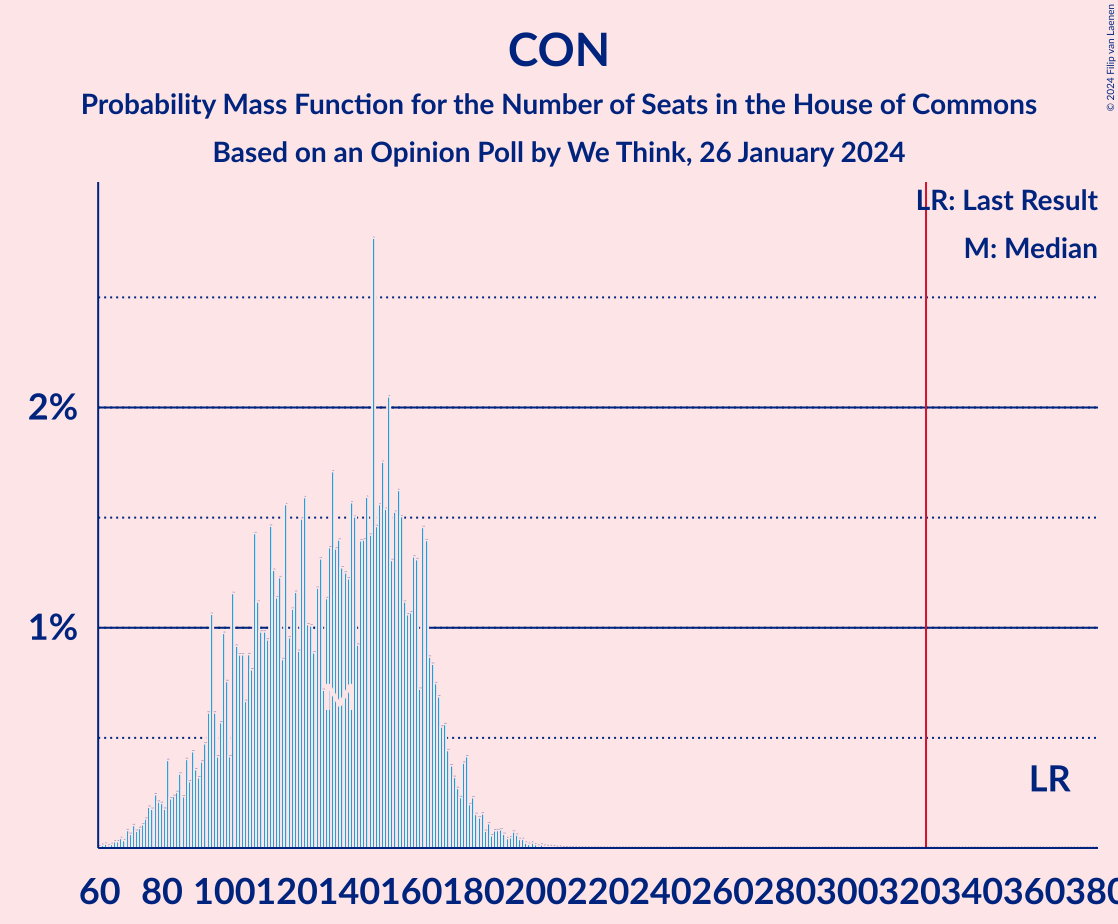 CON
Probability Mass Function for the Number of Seats in the House of Commons
Based on an Opinion Poll by We Think, 26 January 2024
© 2024 Filip van Laenen
LR: Last Result
M: Median
2%
1%
M
LR
60 80 100 120 140 160 180 200 220 240 260 280 300 320 340 360 380